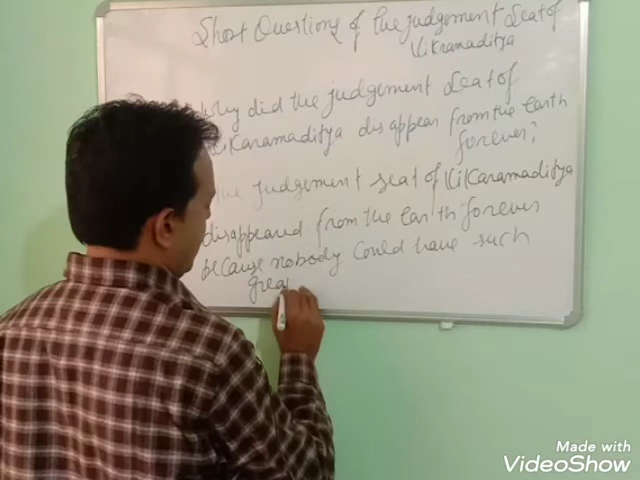 Short Questions of the Judgement Seat of
Vikramaditya
Why did the judgement Seat of
Vikaramaditya disappear from the earth
forever?
The judgement seat of Vikaramaditya
disappeared from the earth forever
because nobody could have such
grea
Made with
VideoShow